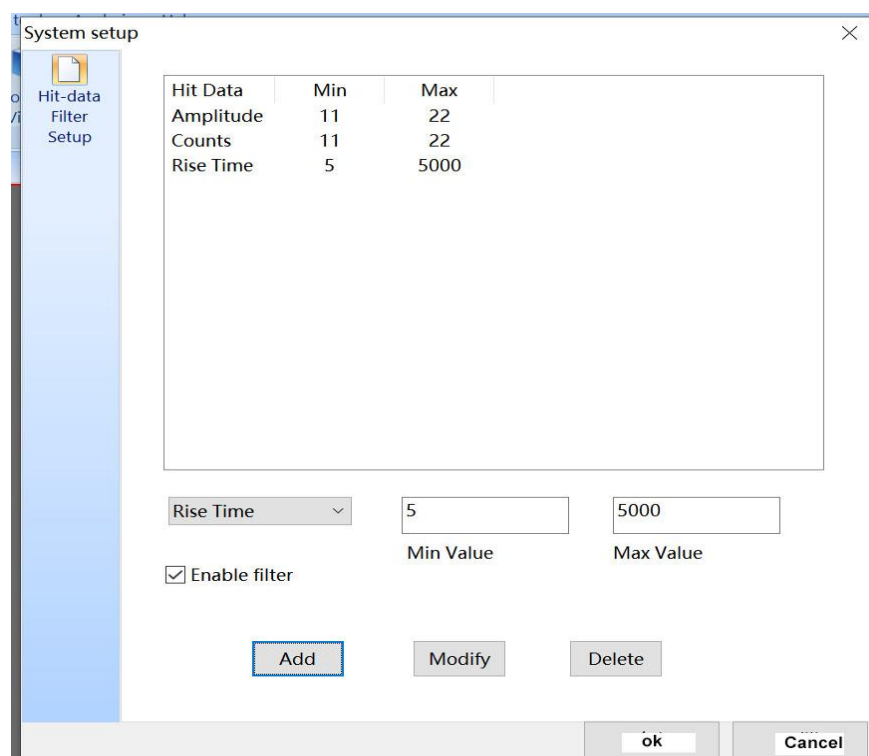 System setup
Hit-data
Filter
Setup
Hit Data Min Max
Amplitude 11 22
Counts 11 22
Rise Time 5 5000
Rise Time 5 5000
Min Value Max Value
Enable filter
Add Modify Delete
ok Cancel